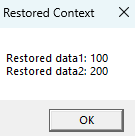 Restored Context
Restored data1: 100
Restored data2: 200
OK